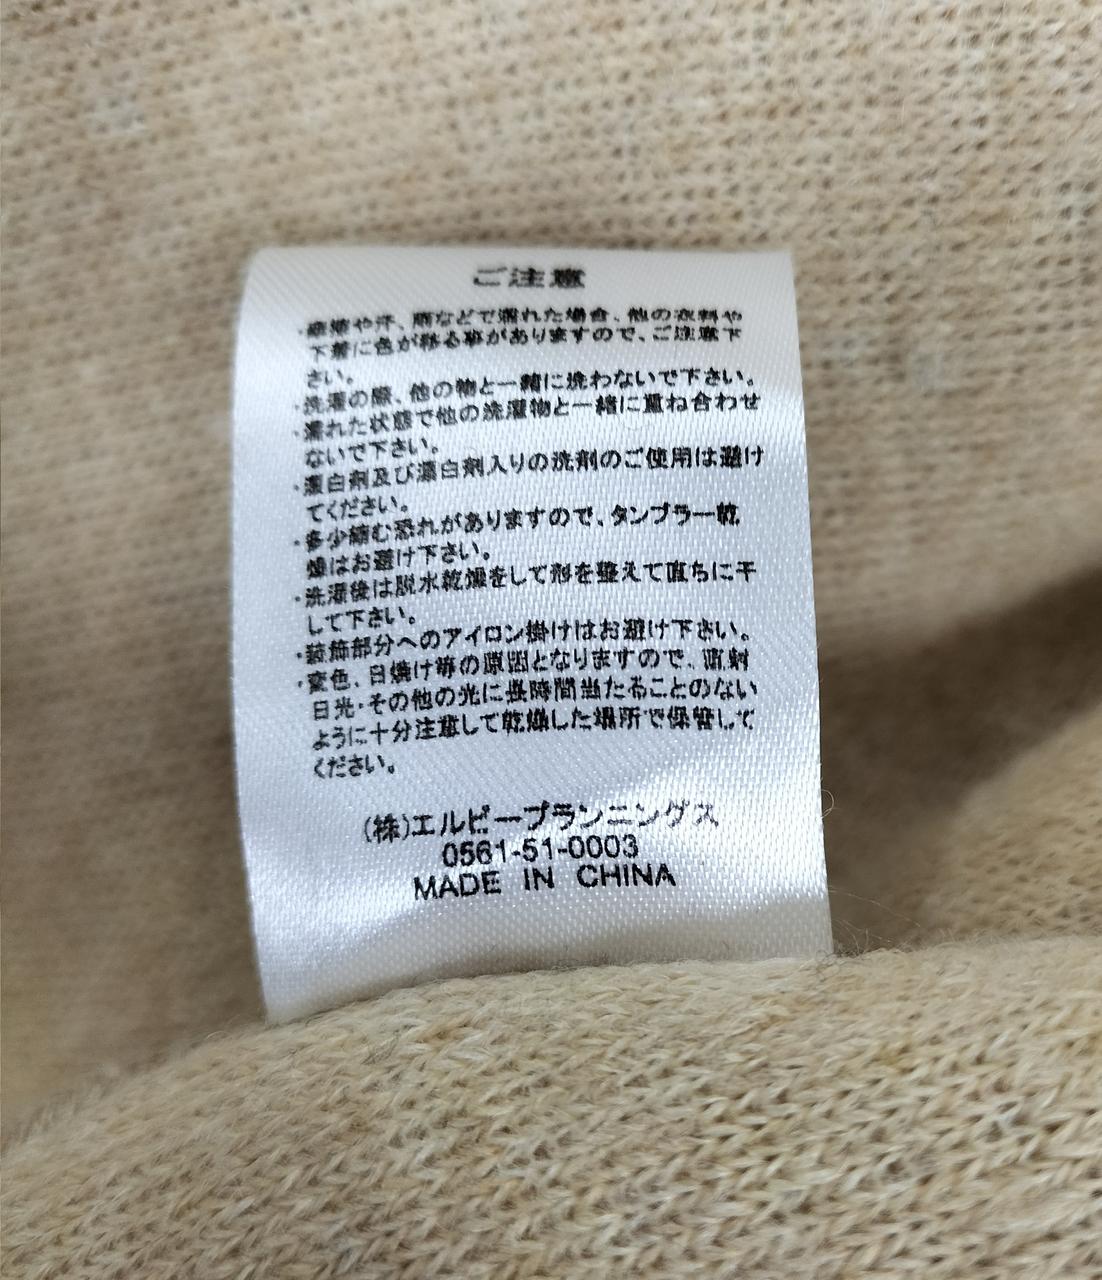 ご注意
・摩擦や汗、雨などで濡れた場合、他の衣料や
下着に色が移る事がありますので、ご注意下
さい。
・洗濯の際、他の物と一緒に洗わないで下さい。
・濡れた状態で他の洗濯物と一緒に重ね合わせ
ないで下さい。
・漂白剤及び漂白剤入りの洗剤のご使用は避け
てください。
・多少縮む恐れがありますので、タンブラー乾
燥はお避け下さい。
・洗濯後は脱水乾燥をして形を整えて直ちに干
して下さい。
・装飾部分へのアイロン掛けはお避け下さい。
・変色、日焼け等の原因となりますので、直射
日光・その他の光に長時間当たることのない
ように十分注意して乾燥した場所で保管して
ください。
(株)エルビープランニングス
0561-51-0003
MADE IN CHINA